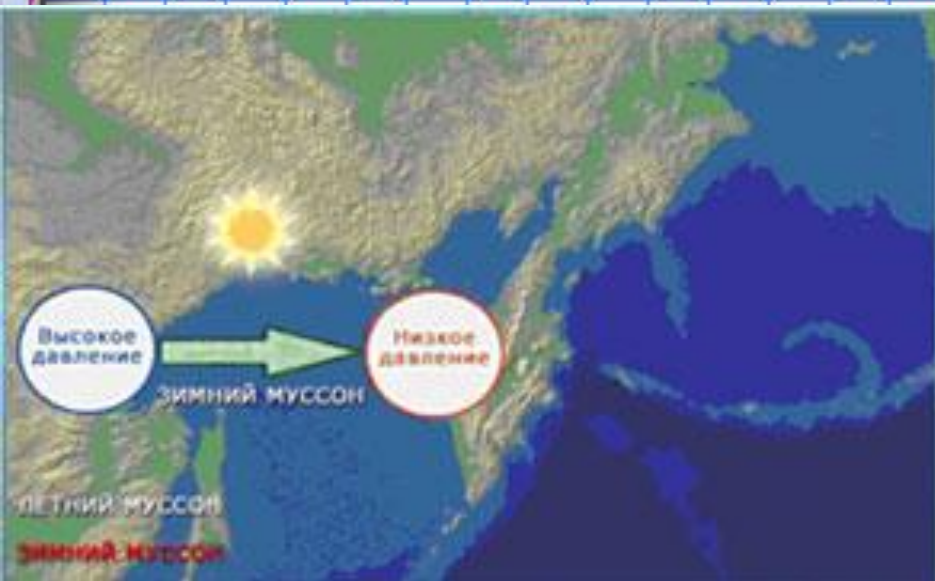 Высокое
давление
Низкое
давление
ЗИМНИЙ МУССОН
ЛЕТНИЙ МУССОН
ЗИМНИЙ МУССОН